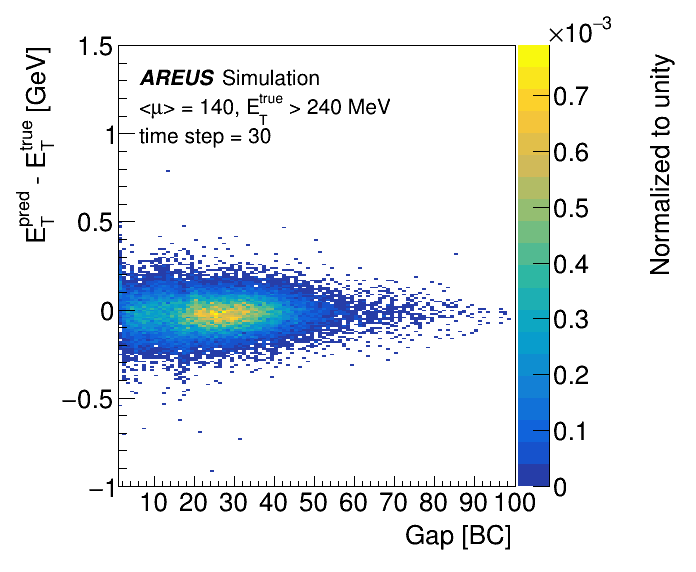 ×10⁻³
Normalized to unity
0.7
0.6
0.5
0.4
0.3
0.2
0.1
0
E_T^pred - E_T^true [GeV]
1.5
1
0.5
0
−0.5
−1
AREUS Simulation
<μ> = 140, E_T^true > 240 MeV
time step = 30
10 20 30 40 50 60 70 80 90 100
Gap [BC]